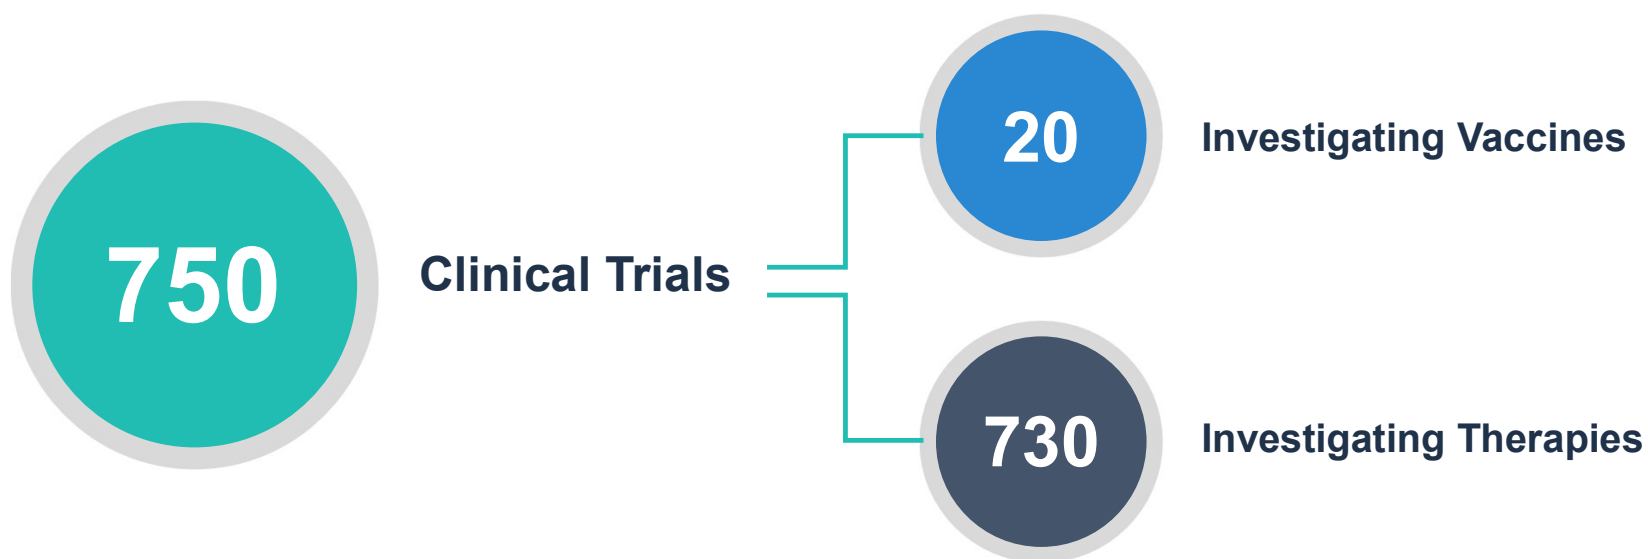 750
Clinical Trials
20
Investigating Vaccines
730
Investigating Therapies